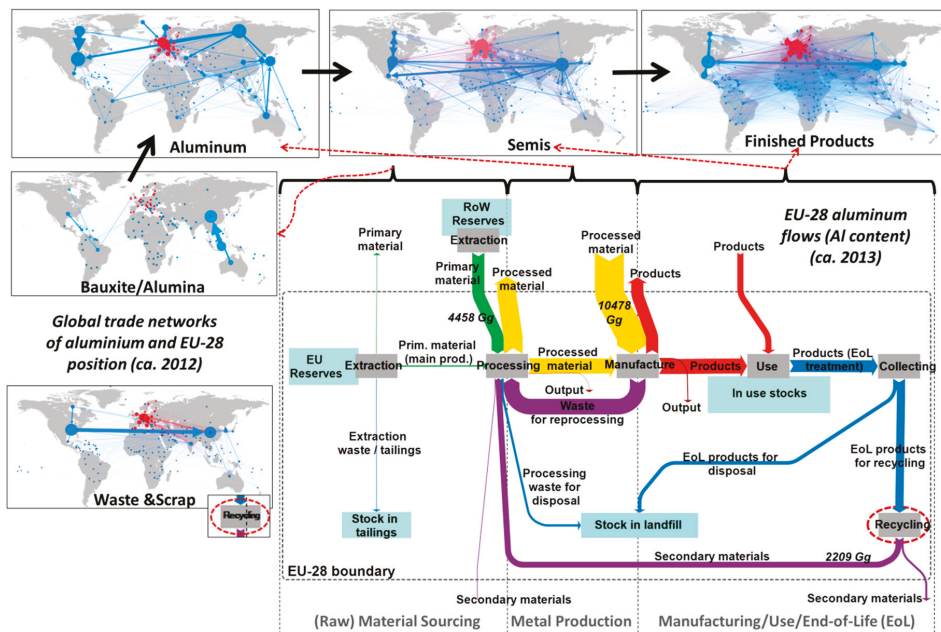 Aluminum
Semis
Finished Products
Bauxite/Alumina
Global trade networks
of aluminum and EU-28
position (ca. 2012)
Waste &Scrap
Recycling
EU-28 aluminum
flows (Al content)
(ca. 2013)
RoW
Reserves
Extraction
Primary
material
Primary
material
Processed
material
Processed
material
Products
Products
4458 Gg
10478
Gg
EU
Reserves
Extraction
Prim. material
(main prod.)
Processing
Processed
material
Manufacture
Products
Use
Products (EoL
treatment)
Collecting
Output
Output
In use stocks
Waste
for reprocessing
Extraction
waste / tailings
Processing
waste for
disposal
EoL products for
disposal
EoL products
for recycling
Stock in
tailings
Stock in landfill
Recycling
Secondary materials
2209 Gg
EU-28 boundary
Secondary materials
Secondary materials
(Raw) Material Sourcing
Metal Production
Manufacturing/Use/End-of-Life (EoL)